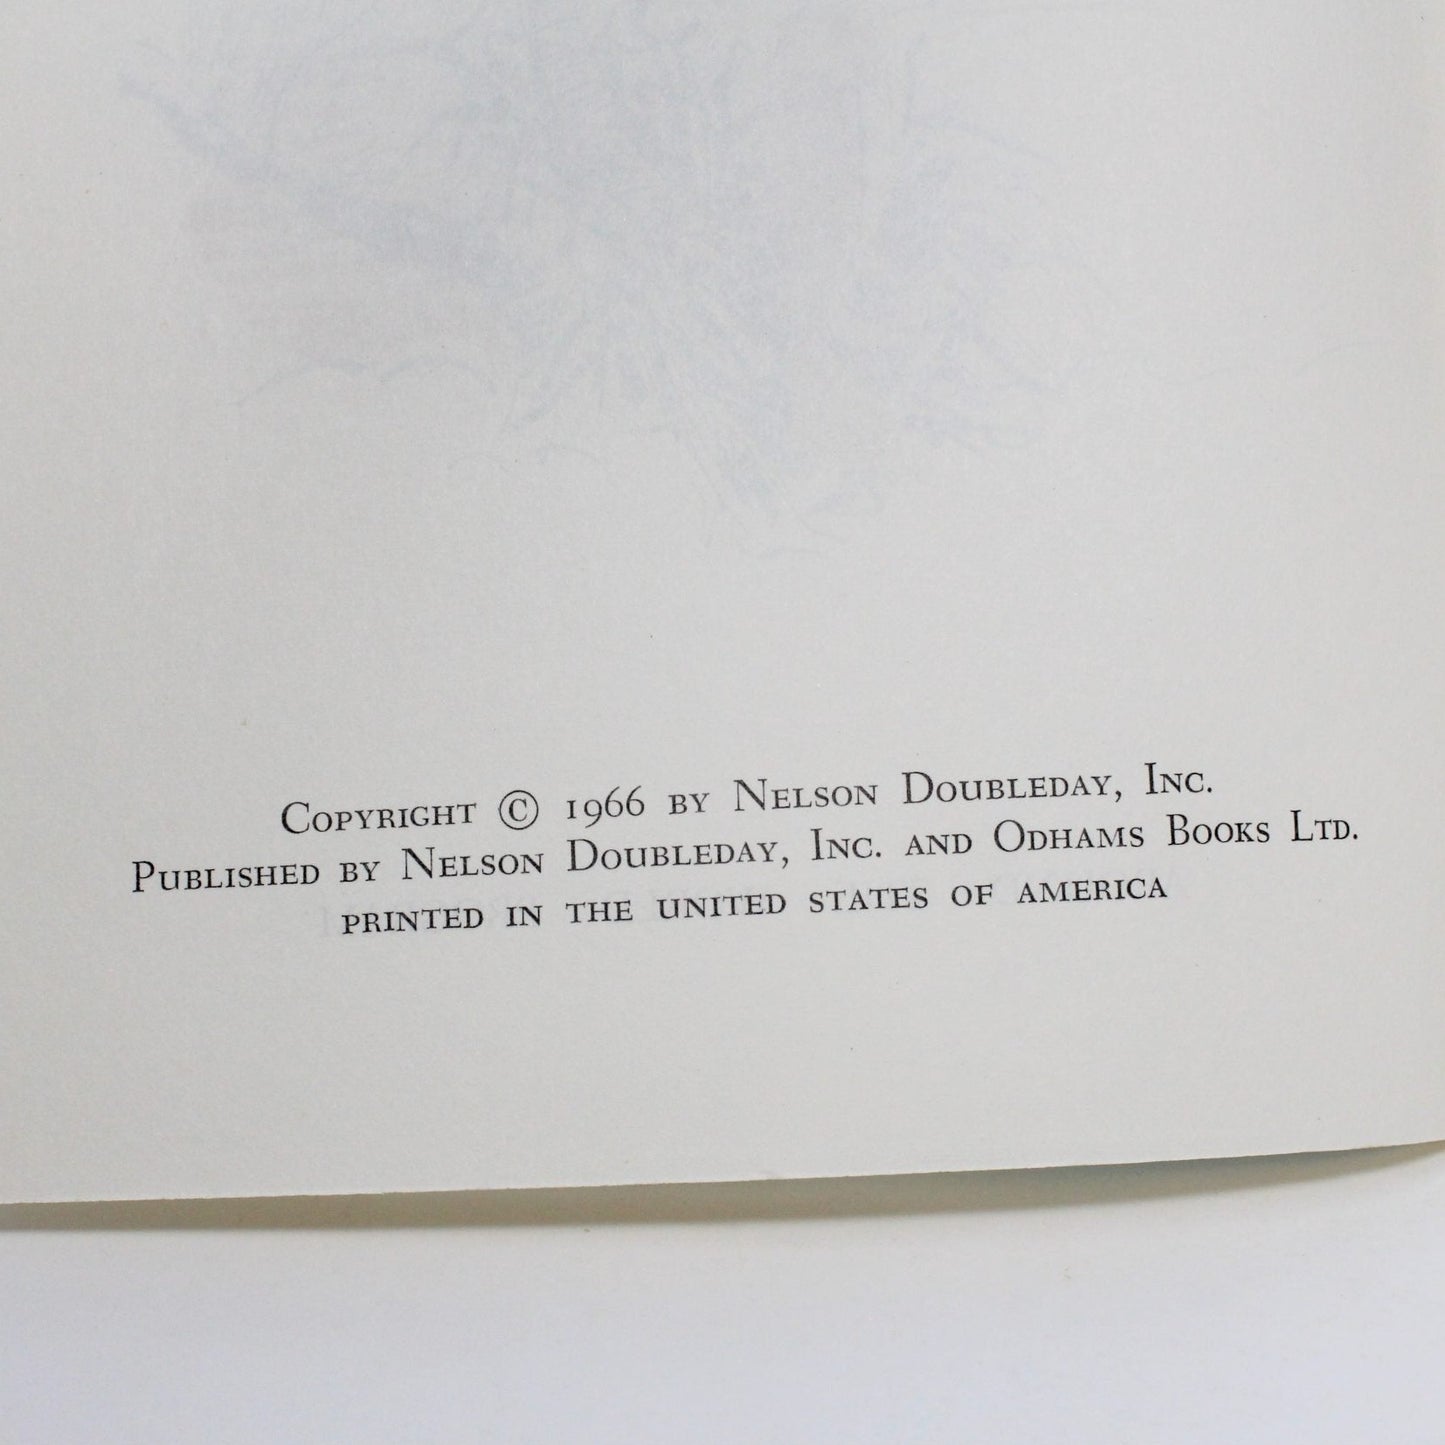 Copyright © 1966 by Nelson Doubleday, Inc.
Published by Nelson Doubleday, Inc. and Odhams Books Ltd.
PRINTED IN THE UNITED STATES OF AMERICA